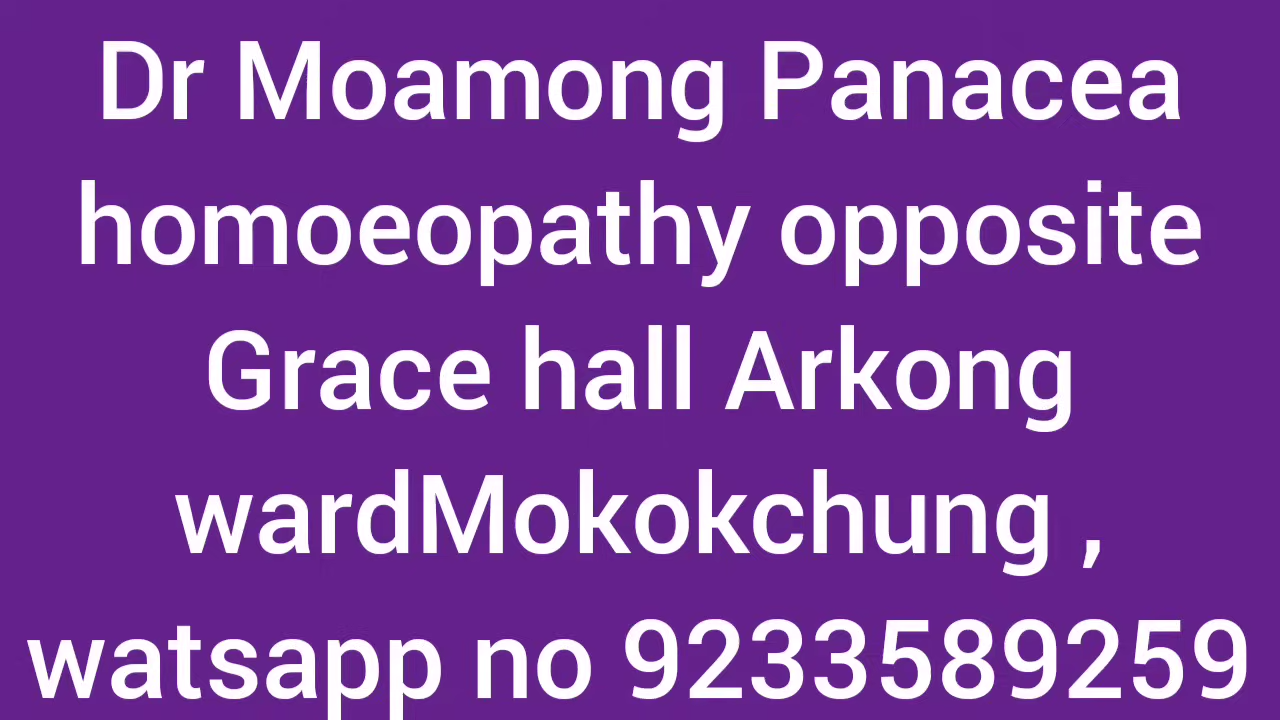 Dr Moamong Panacea
homoeopathy opposite
Grace hall Arkong
wardMokokchung ,
watsapp no 9233589259